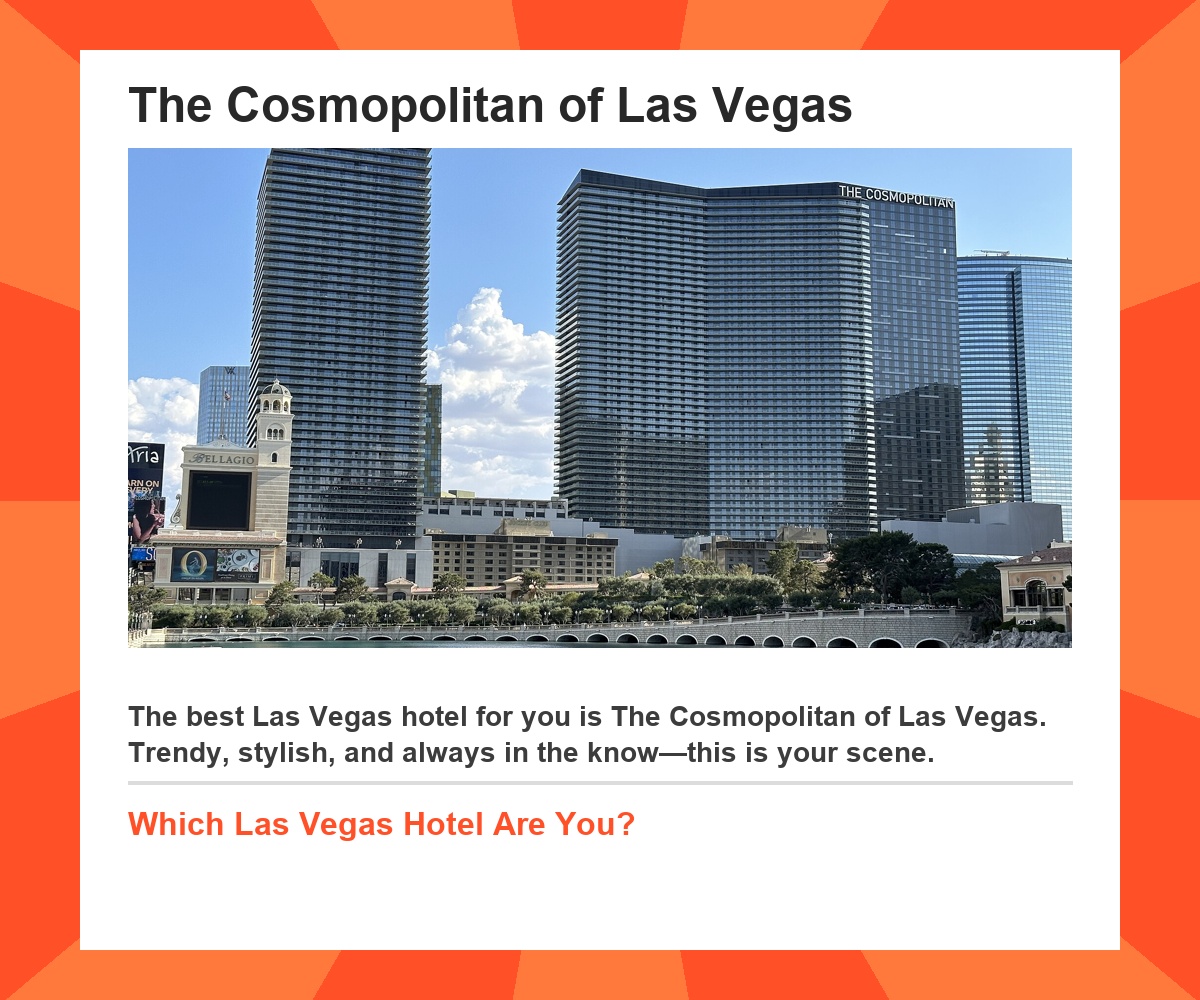 The Cosmopolitan of Las Vegas
THE COSMOPOLITAN
BELLAGIO
O
The best Las Vegas hotel for you is The Cosmopolitan of Las Vegas.
Trendy, stylish, and always in the know—this is your scene.
Which Las Vegas Hotel Are You?